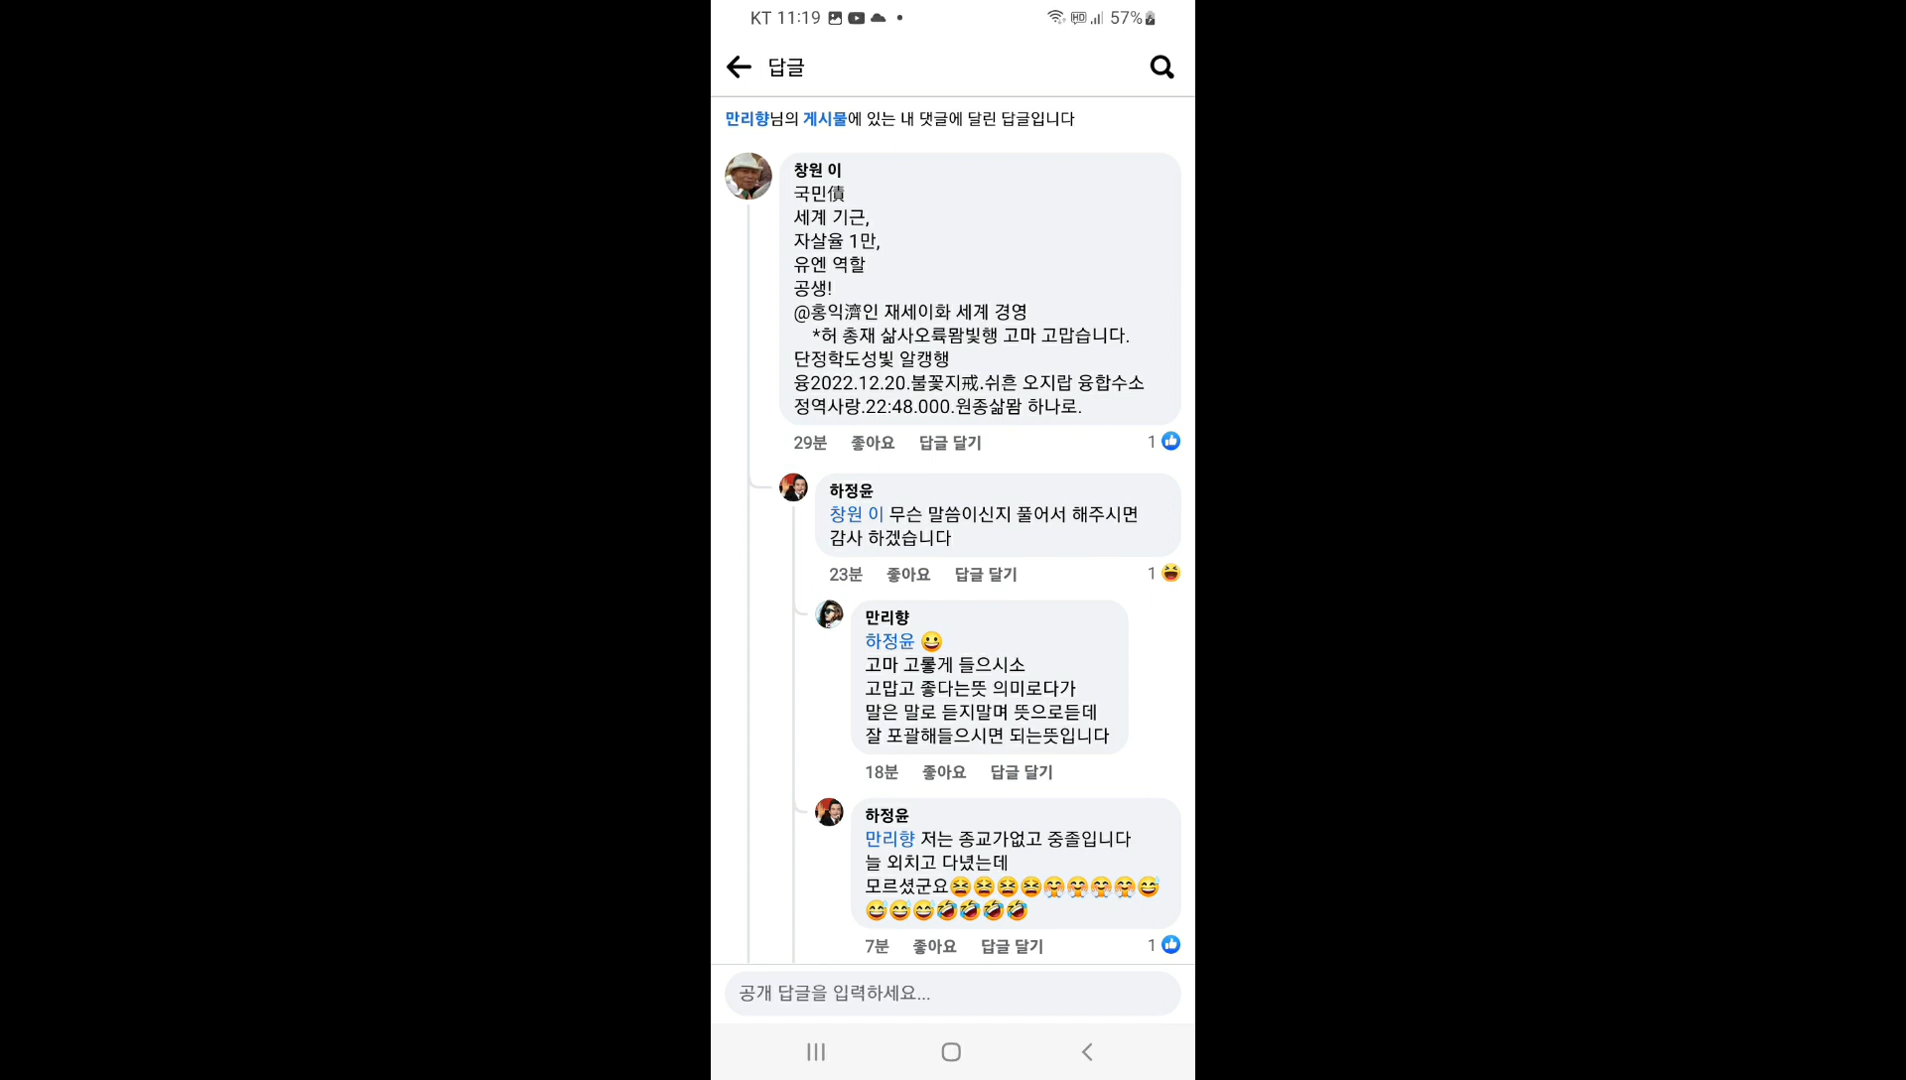 KT 11:19
57%
답글
만리향님의 게시물에 있는 내 댓글에 달린 답글입니다
창원 이
국민債
세계 기근,
자살율 1만,
유엔 역할
공생!
@홍익濟인 재세이화 세계 경영
*허 총재 삶사오륙뫔빛행 고마 고맙습니다.
단정학도성빛 알캥행
융2022.12.20.불꽃지戒.쉬흔 오지랍 융합수소
정역사랑.22:48.000.원종삶뫔 하나로.
29분 좋아요 답글 달기 1
하정윤
창원 이 무슨 말씀이신지 풀어서 해주시면
감사 하겠습니다
23분 좋아요 답글 달기 1
만리향
하정윤 😀
고마 고롷게 들으시소
고맙고 좋다는뜻 의미로다가
말은 말로 듣지말며 뜻으로듣데
잘 포괄해들으시면 되는뜻입니다
18분 좋아요 답글 달기
하정윤
만리향 저는 종교가없고 중졸입니다
늘 외치고 다녔는데
모르셨군요😫😫😫😫🤗🤗🤗🤗😅
😅😅😅🤣🤣🤣🤣
7분 좋아요 답글 달기 1
공개 답글을 입력하세요...